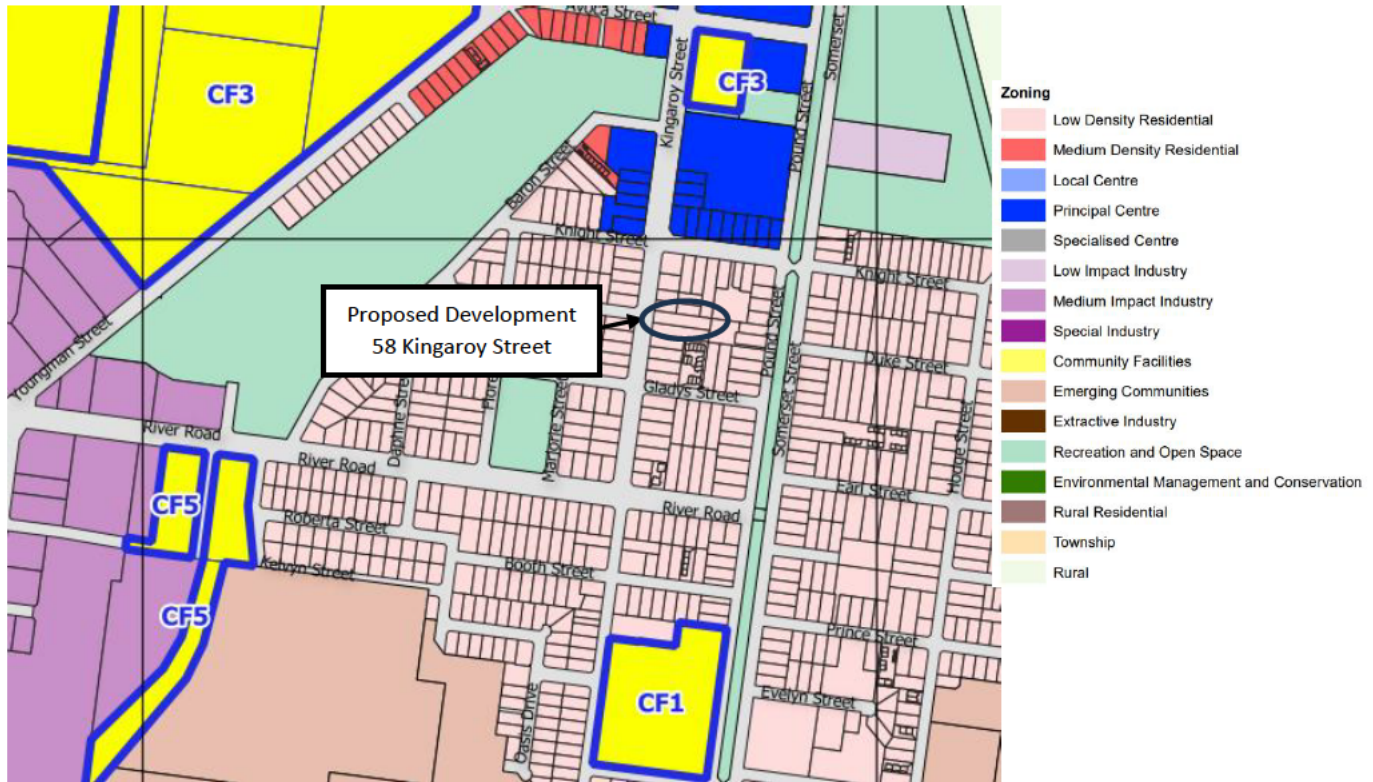 Avoca Street
Somerset
CF3
CF3
Kingaroy Street
Pound Street
Baron Street
Knight Street
Knight Street
Proposed Development
58 Kingaroy Street
Pound Street
Somerset Street
Duke Street
Youngman Street
Gladys Street
Daphne Stre
Marjorie Street
Hodge Street
River Road
River Road
Earl Street
River Road
CF5
Roberta Street
Booth Street
Kelvyn Street
CF5
Prince Street
Evelyn Street
CF1
Oasis Drive
Zoning
Low Density Residential
Medium Density Residential
Local Centre
Principal Centre
Specialised Centre
Low Impact Industry
Medium Impact Industry
Special Industry
Community Facilities
Emerging Communities
Extractive Industry
Recreation and Open Space
Environmental Management and Conservation
Rural Residential
Township
Rural